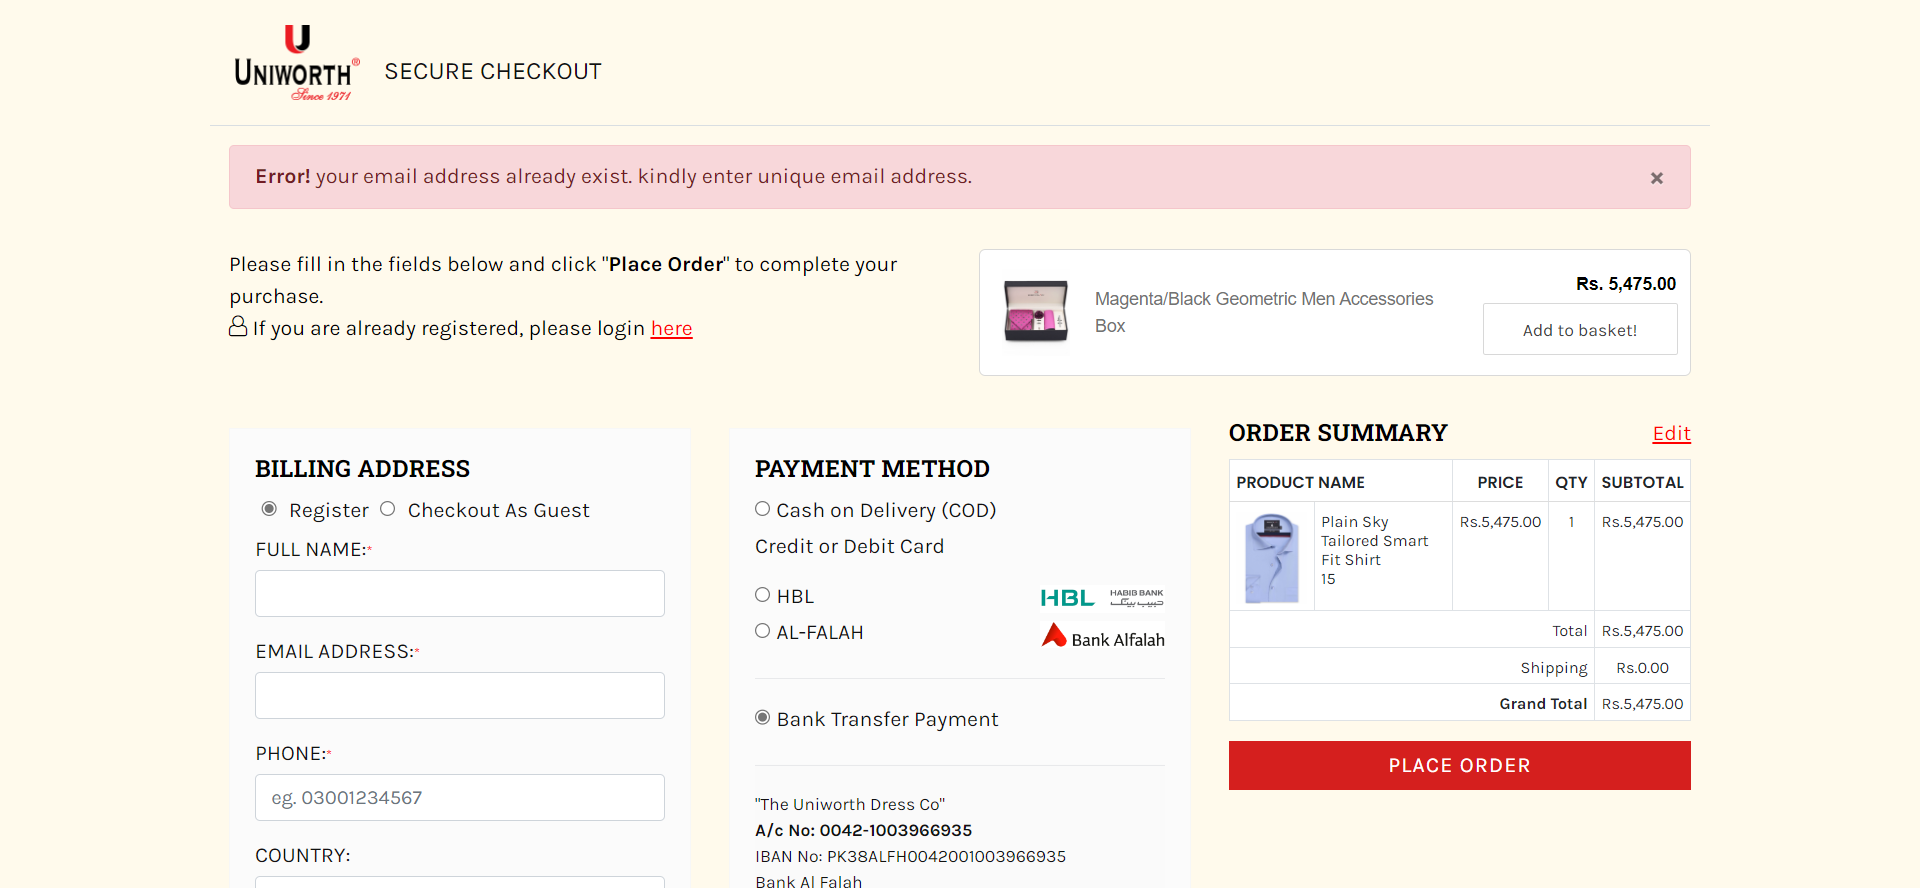 UNIWORTH®
Since 1971
SECURE CHECKOUT
Error! your email address already exist. kindly enter unique email address.
×
Please fill in the fields below and click "Place Order" to complete your
purchase.
If you are already registered, please login here
Magenta/Black Geometric Men Accessories
Box
Rs. 5,475.00
Add to basket!
BILLING ADDRESS
Register Checkout As Guest
FULL NAME:*
EMAIL ADDRESS:*
PHONE:*
eg. 03001234567
COUNTRY:
PAYMENT METHOD
Cash on Delivery (COD)
Credit or Debit Card
HBL
HBL HABIB BANK
حبیب بینک
AL-FALAH
Bank Alfalah
Bank Transfer Payment
"The Uniworth Dress Co"
A/c No: 0042-1003966935
IBAN No: PK38ALFH0042001003966935
Bank Al Falah
ORDER SUMMARY
Edit
PRODUCT NAME PRICE QTY SUBTOTAL
Plain Sky
Tailored Smart
Fit Shirt
15
Rs.5,475.00 1 Rs.5,475.00
Total Rs.5,475.00
Shipping Rs.0.00
Grand Total Rs.5,475.00
PLACE ORDER